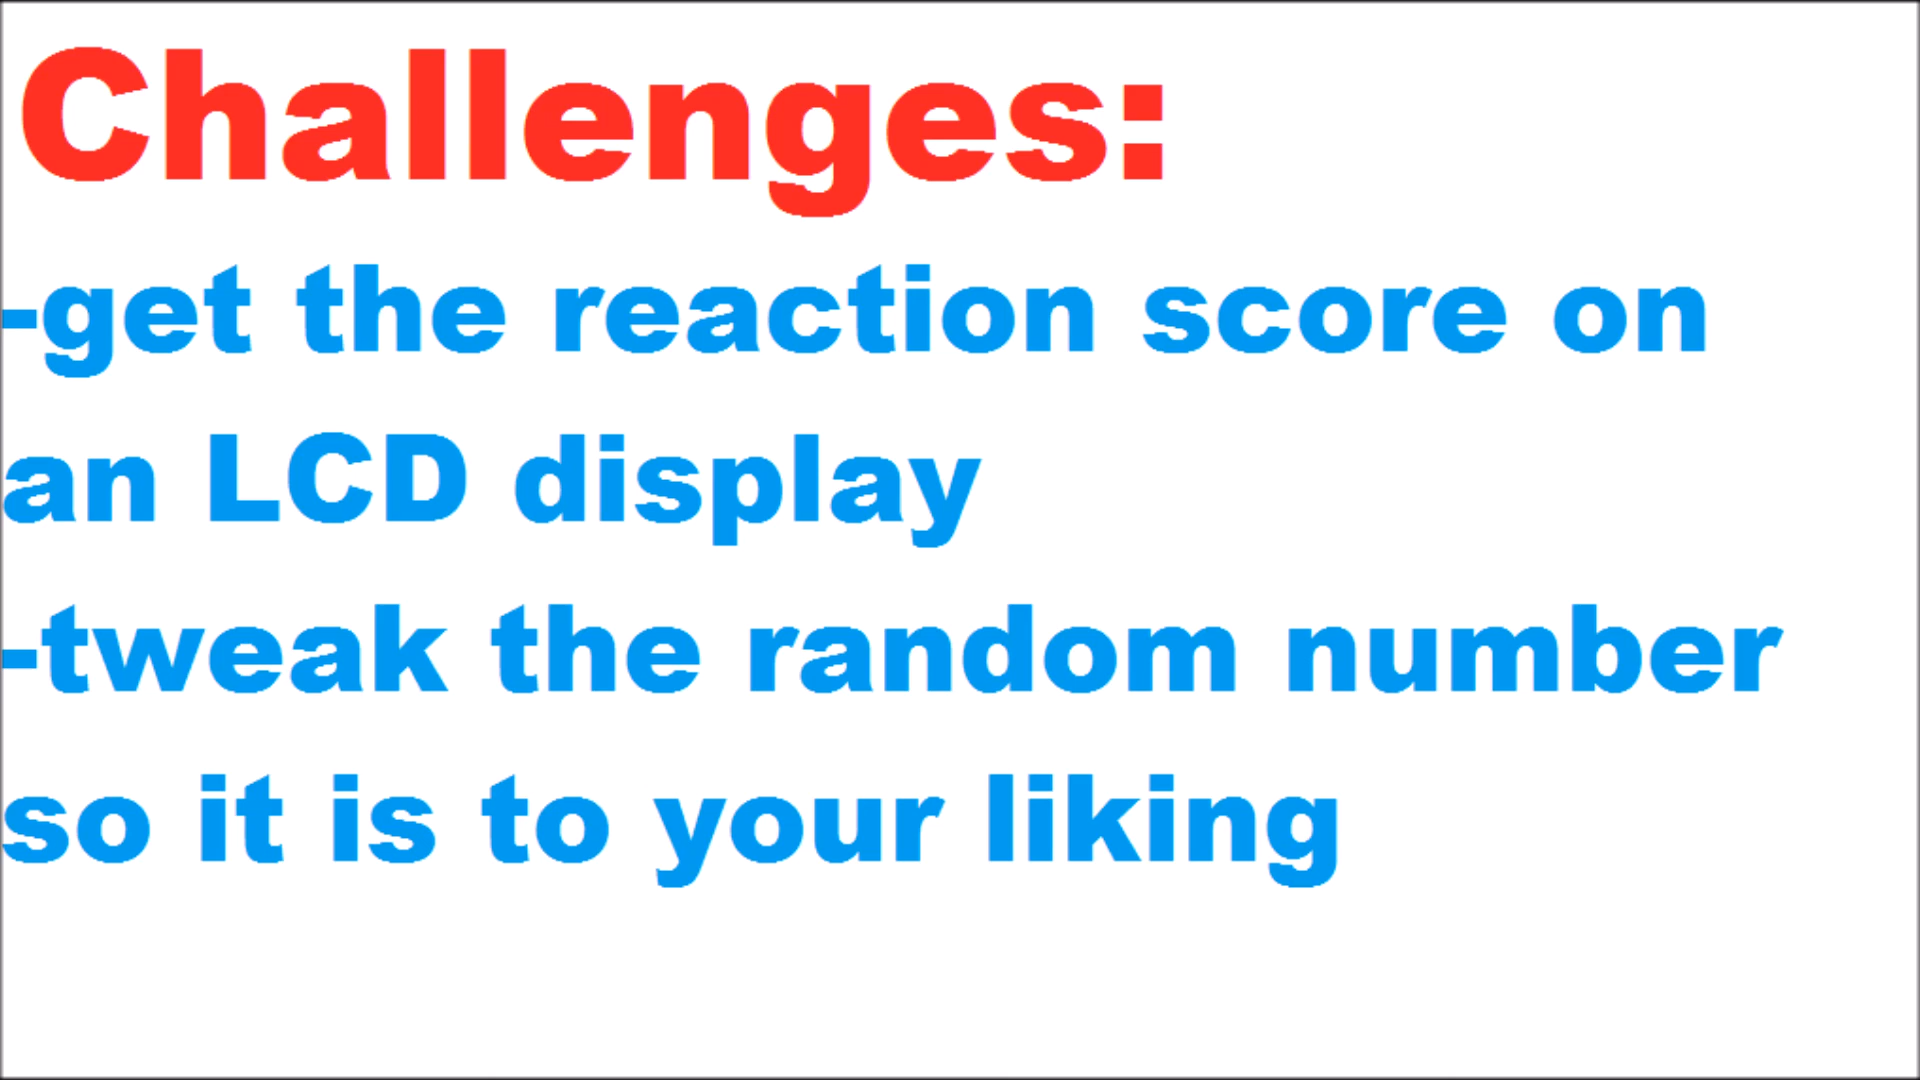 Challenges:
-get the reaction score on
an LCD display
-tweak the random number
so it is to your liking